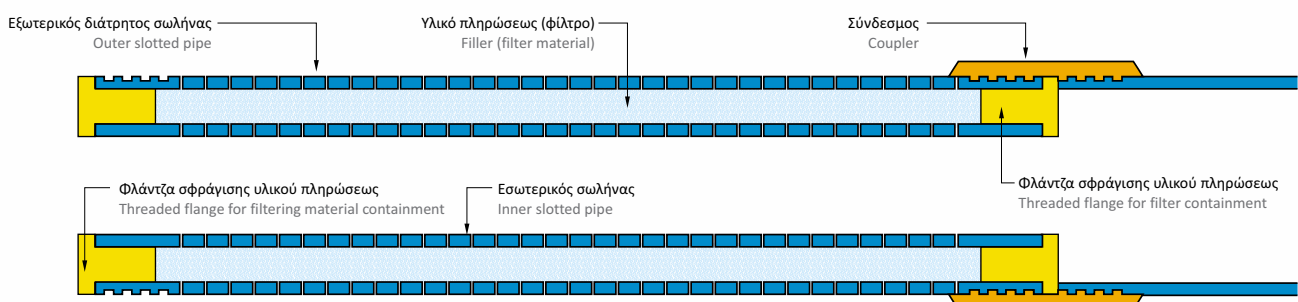 Εξωτερικός διάτρητος σωλήνας
Outer slotted pipe
Υλικό πληρώσεως (φίλτρο)
Filler (filter material)
Σύνδεσμος
Coupler
Φλάντζα σφράγισης υλικού πληρώσεως
Threaded flange for filtering material containment
Εσωτερικός σωλήνας
Inner slotted pipe
Φλάντζα σφράγισης υλικού πληρώσεως
Threaded flange for filter containment